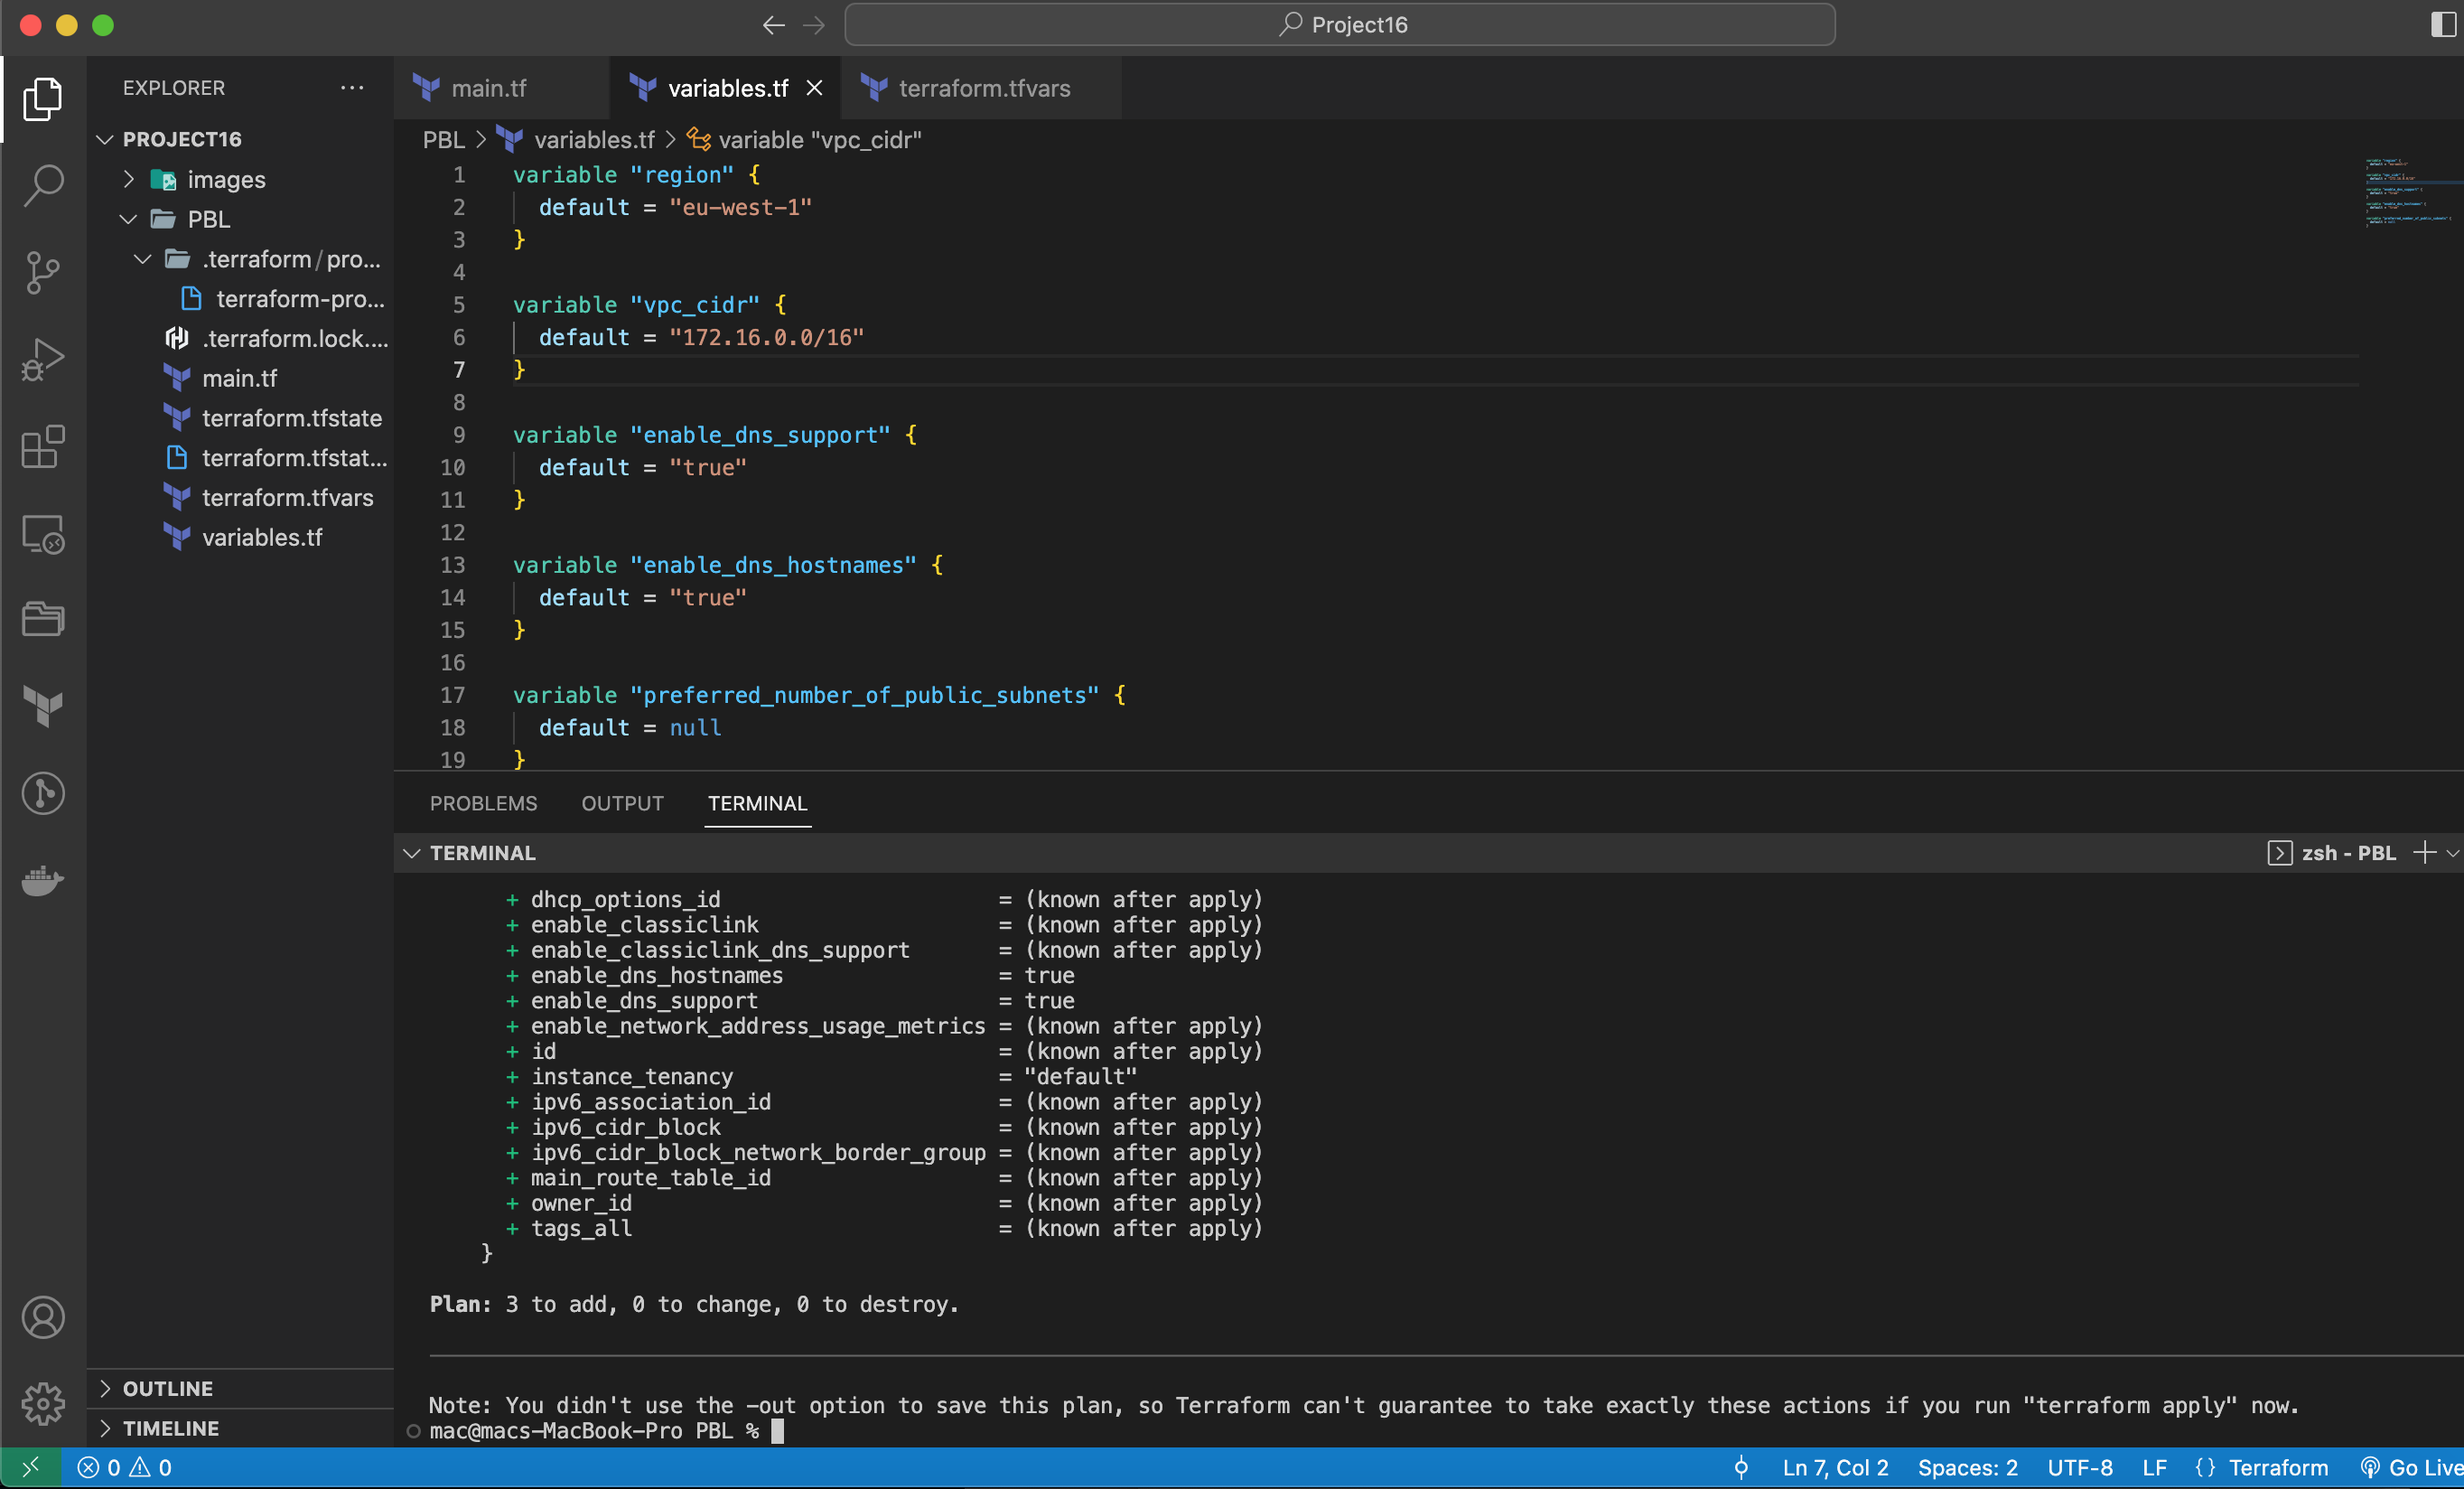 Project16
EXPLORER ···
PROJECT16
images
PBL
.terraform/pro...
terraform-pro...
.terraform.lock....
main.tf
terraform.tfstate
terraform.tfstat...
terraform.tfvars
variables.tf
OUTLINE
TIMELINE
main.tf variables.tf terraform.tfvars
PBL > variables.tf > variable "vpc_cidr"
1 variable "region" {
2 default = "eu-west-1"
3 }
4
5 variable "vpc_cidr" {
6 default = "172.16.0.0/16"
7 }
8
9 variable "enable_dns_support" {
10 default = "true"
11 }
12
13 variable "enable_dns_hostnames" {
14 default = "true"
15 }
16
17 variable "preferred_number_of_public_subnets" {
18 default = null
19 }
PROBLEMS OUTPUT TERMINAL
TERMINAL zsh - PBL
+ dhcp_options_id = (known after apply)
+ enable_classiclink = (known after apply)
+ enable_classiclink_dns_support = (known after apply)
+ enable_dns_hostnames = true
+ enable_dns_support = true
+ enable_network_address_usage_metrics = (known after apply)
+ id = (known after apply)
+ instance_tenancy = "default"
+ ipv6_association_id = (known after apply)
+ ipv6_cidr_block = (known after apply)
+ ipv6_cidr_block_network_border_group = (known after apply)
+ main_route_table_id = (known after apply)
+ owner_id = (known after apply)
+ tags_all = (known after apply)
}
Plan: 3 to add, 0 to change, 0 to destroy.
Note: You didn't use the -out option to save this plan, so Terraform can't guarantee to take exactly these actions if you run "terraform apply" now.
mac@macs-MacBook-Pro PBL %
0 0 Ln 7, Col 2 Spaces: 2 UTF-8 LF {} Terraform Go Live